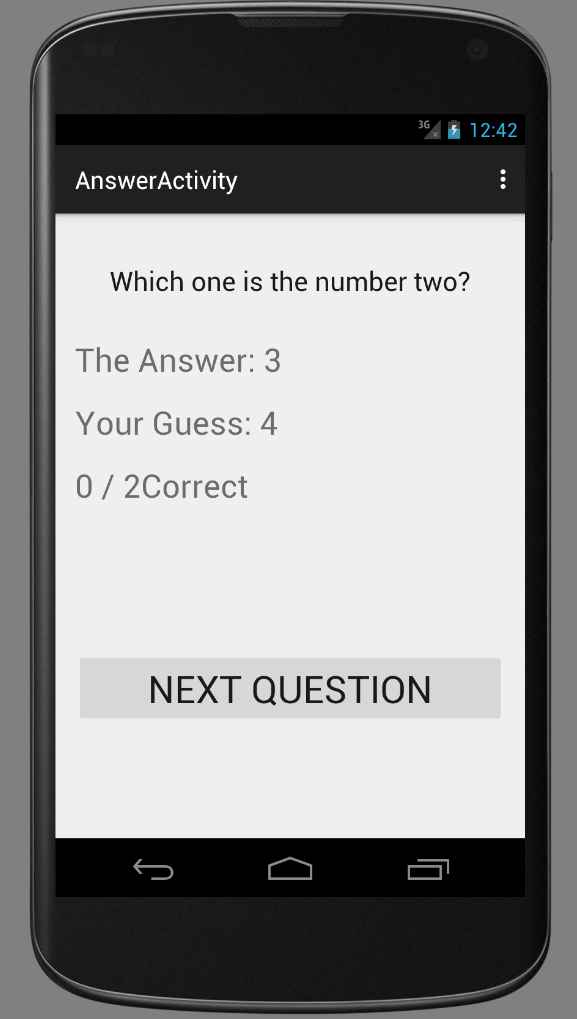 3G 12:42
AnswerActivity
Which one is the number two?
The Answer: 3
Your Guess: 4
0 / 2Correct
NEXT QUESTION